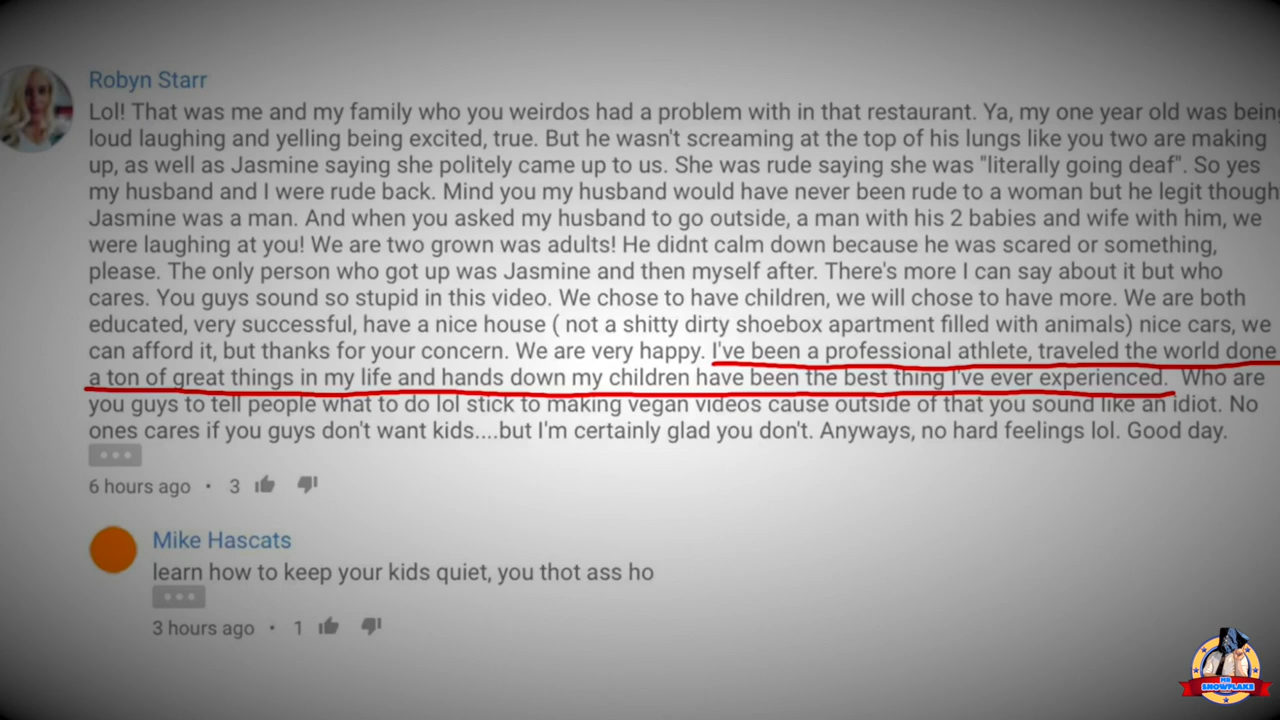 Robyn Starr
Lol! That was me and my family who you weirdos had a problem with in that restaurant. Ya, my one year old was being
loud laughing and yelling being excited, true. But he wasn't screaming at the top of his lungs like you two are making
up, as well as Jasmine saying she politely came up to us. She was rude saying she was "literally going deaf". So yes
my husband and I were rude back. Mind you my husband would have never been rude to a woman but he legit though
Jasmine was a man. And when you asked my husband to go outside, a man with his 2 babies and wife with him, we
were laughing at you! We are two grown was adults! He didnt calm down because he was scared or something,
please. The only person who got up was Jasmine and then myself after. There's more I can say about it but who
cares. You guys sound so stupid in this video. We chose to have children, we will chose to have more. We are both
educated, very successful, have a nice house ( not a shitty dirty shoebox apartment filled with animals) nice cars, we
can afford it, but thanks for your concern. We are very happy. I've been a professional athlete, traveled the world done
a ton of great things in my life and hands down my children have been the best thing I've ever experienced. Who are
you guys to tell people what to do lol stick to making vegan videos cause outside of that you sound like an idiot. No
ones cares if you guys don't want kids....but I'm certainly glad you don't. Anyways, no hard feelings lol. Good day.
6 hours ago · 3
Mike Hascats
learn how to keep your kids quiet, you thot ass ho
3 hours ago · 1
MR
SNOWFLAKE